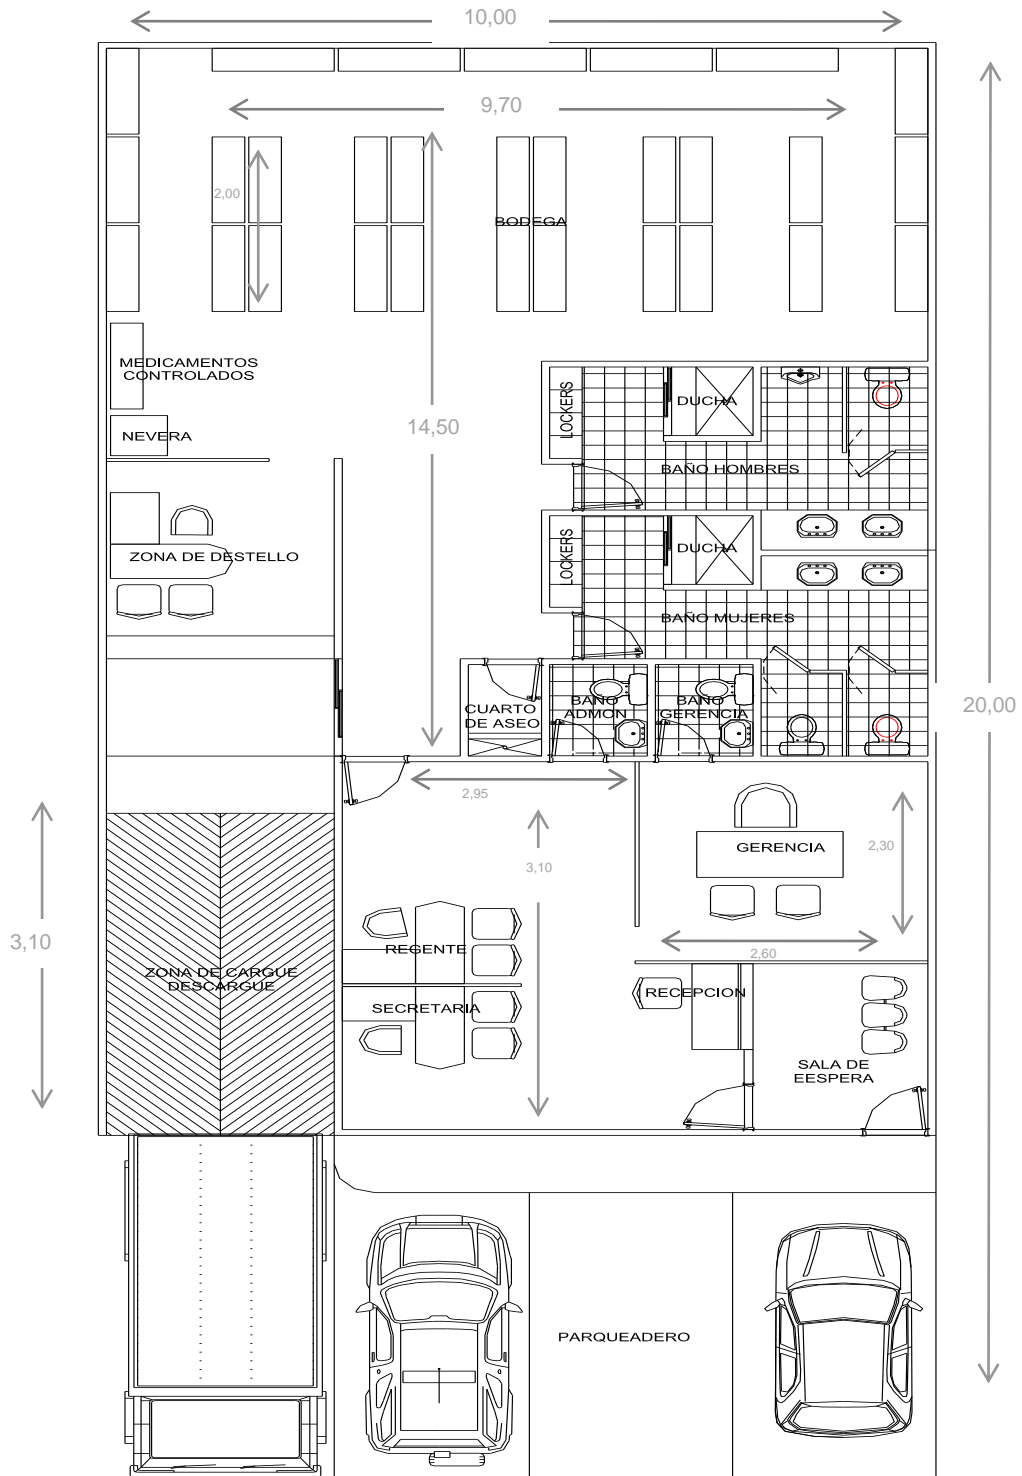 10,00
9,70
2,00
BODEGA
MEDICAMENTOS
CONTROLADOS
NEVERA
14,50
LOCKERS
DUCHA
BAÑO HOMBRES
ZONA DE DESTELLO
LOCKERS
DUCHA
BAÑO MUJERES
CUARTO
DE ASEO
BAÑO
ADMON
BAÑO
GERENCIA
20,00
2,95
3,10
GERENCIA
2,30
3,10
REGENTE
2,60
ZONA DE CARGUE
DESCARGUE
SECRETARIA
RECEPCION
SALA DE
EESPERA
PARQUEADERO